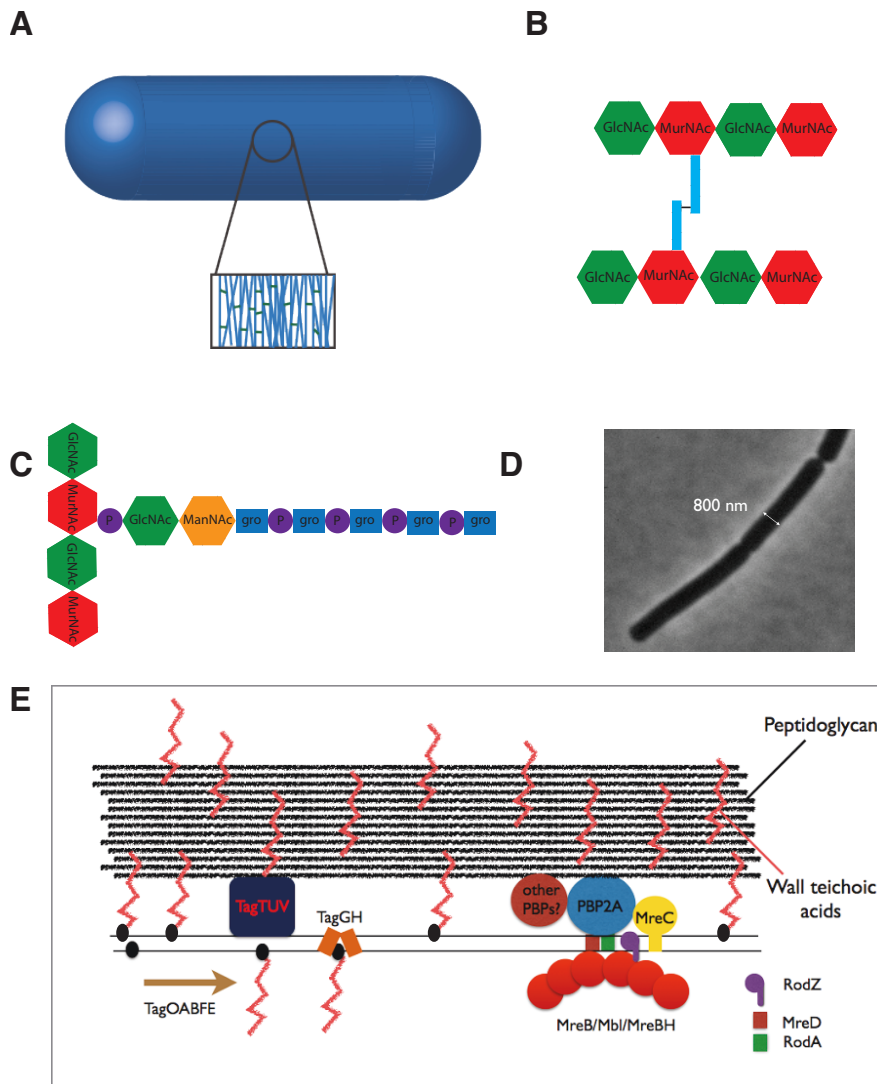 A
B
GlcNAc MurNAc GlcNAc MurNAc
GlcNAc MurNAc GlcNAc MurNAc
C
GlcNAc
MurNAc
GlcNAc
MurNAc
P GlcNAc ManNAc gro P gro P gro P gro P gro
D
800 nm
E
Peptidoglycan
Wall teichoic
acids
TagTUV
TagGH
TagOABFE
other
PBPs?
PBP2A
MreC
MreB/Mbl/MreBH
RodZ
MreD
RodA